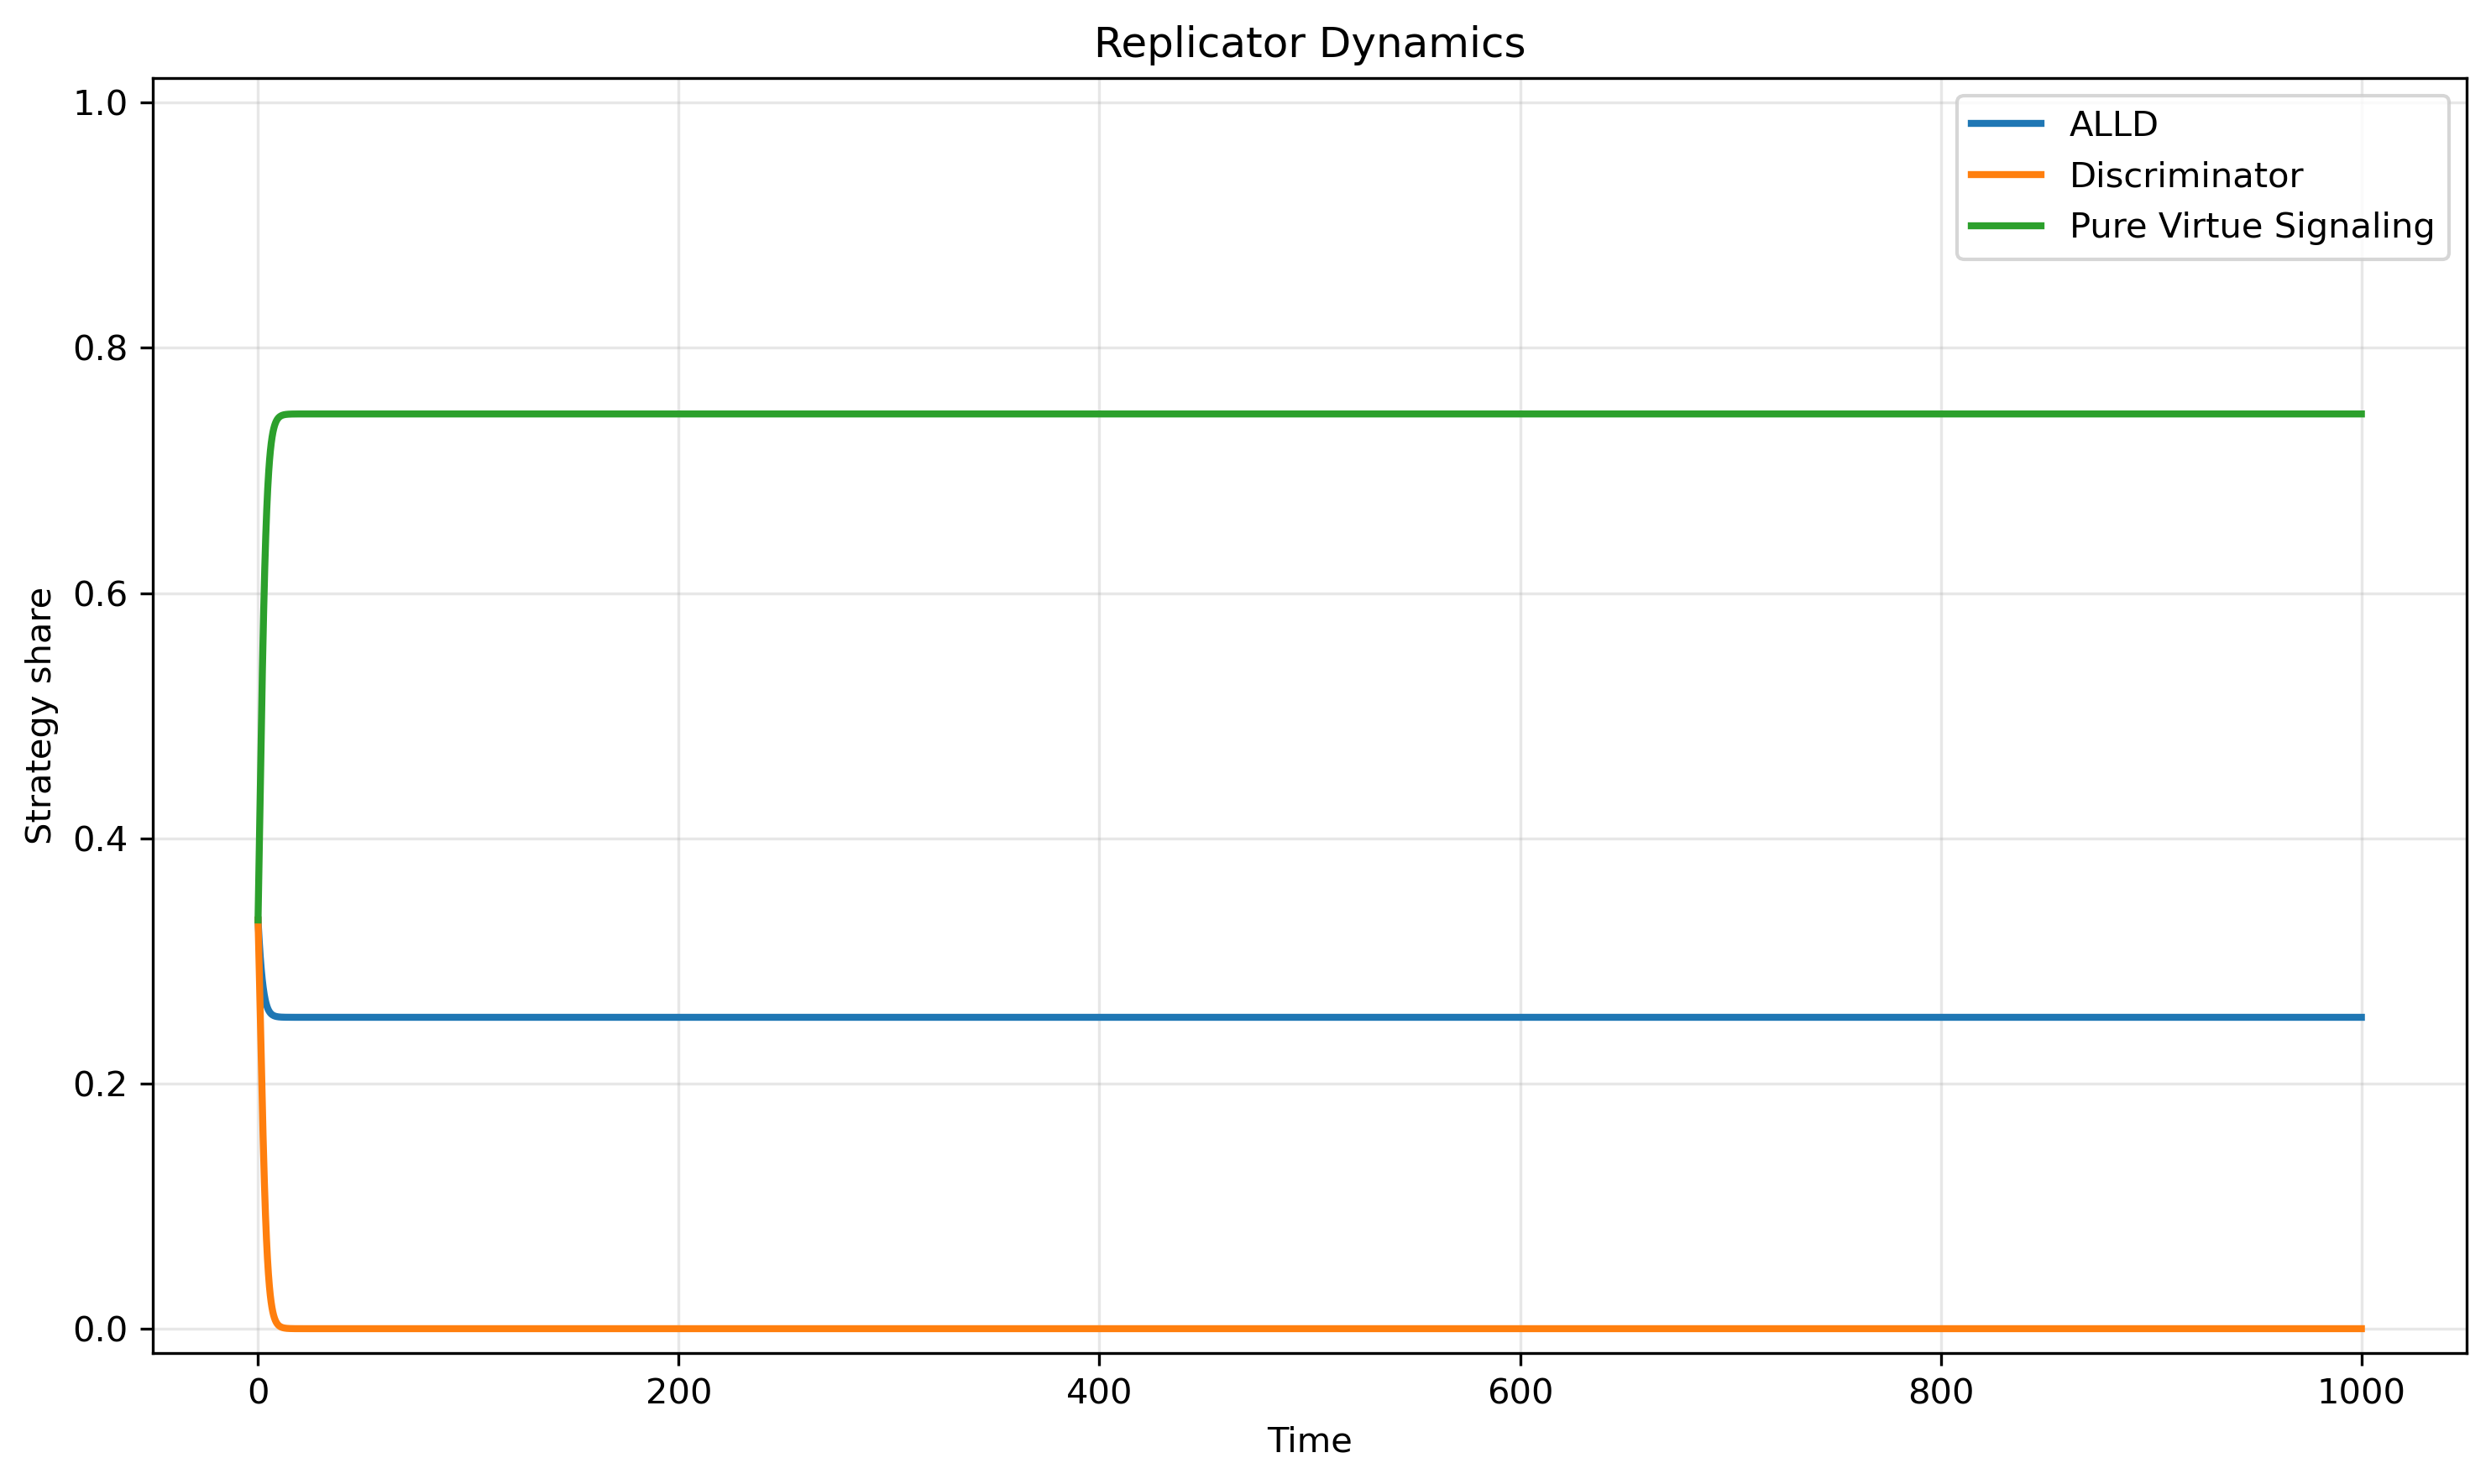 Replicator Dynamics
ALLD
Discriminator
Pure Virtue Signaling
Strategy share
1.0
0.8
0.6
0.4
0.2
0.0
0 200 400 600 800 1000
Time